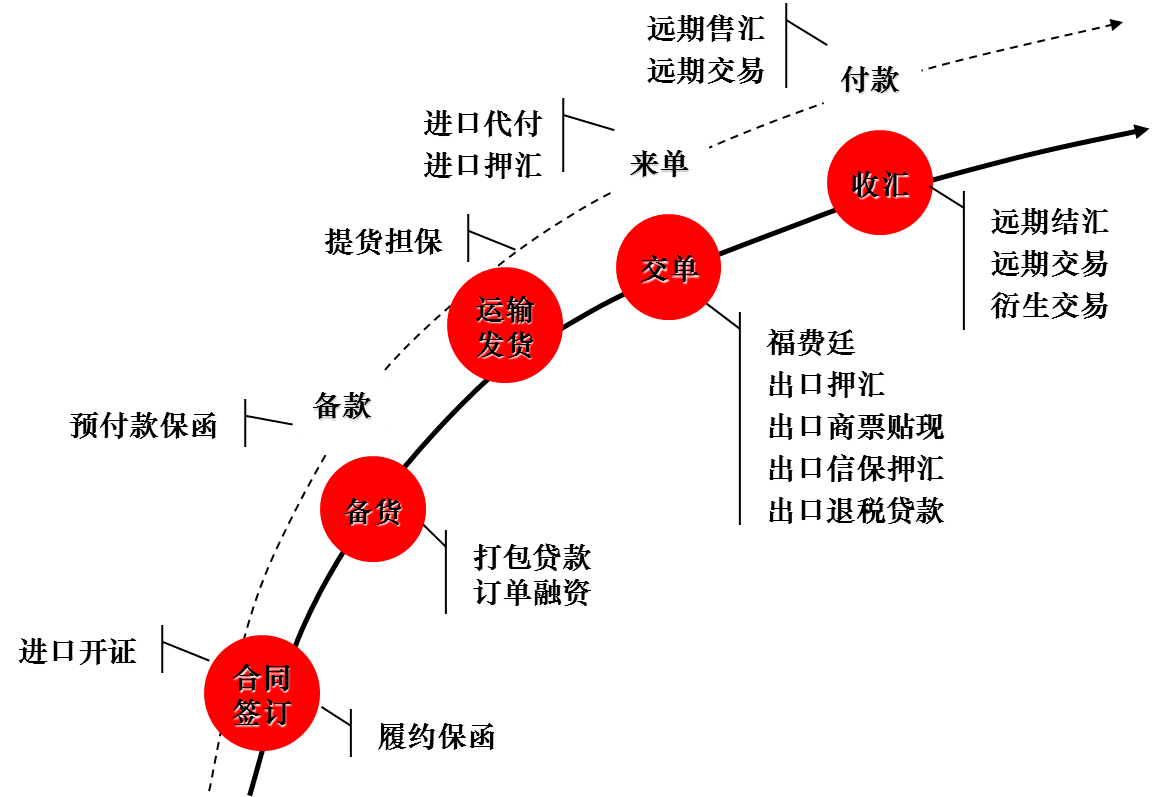 远期售汇
远期交易
付款
进口代付
进口押汇
来单
收汇
远期结汇
远期交易
衍生交易
提货担保
交单
运输
发货
福费廷
出口押汇
出口商票贴现
出口信保押汇
出口退税贷款
预付款保函
备款
备货
打包贷款
订单融资
进口开证
合同
签订
履约保函